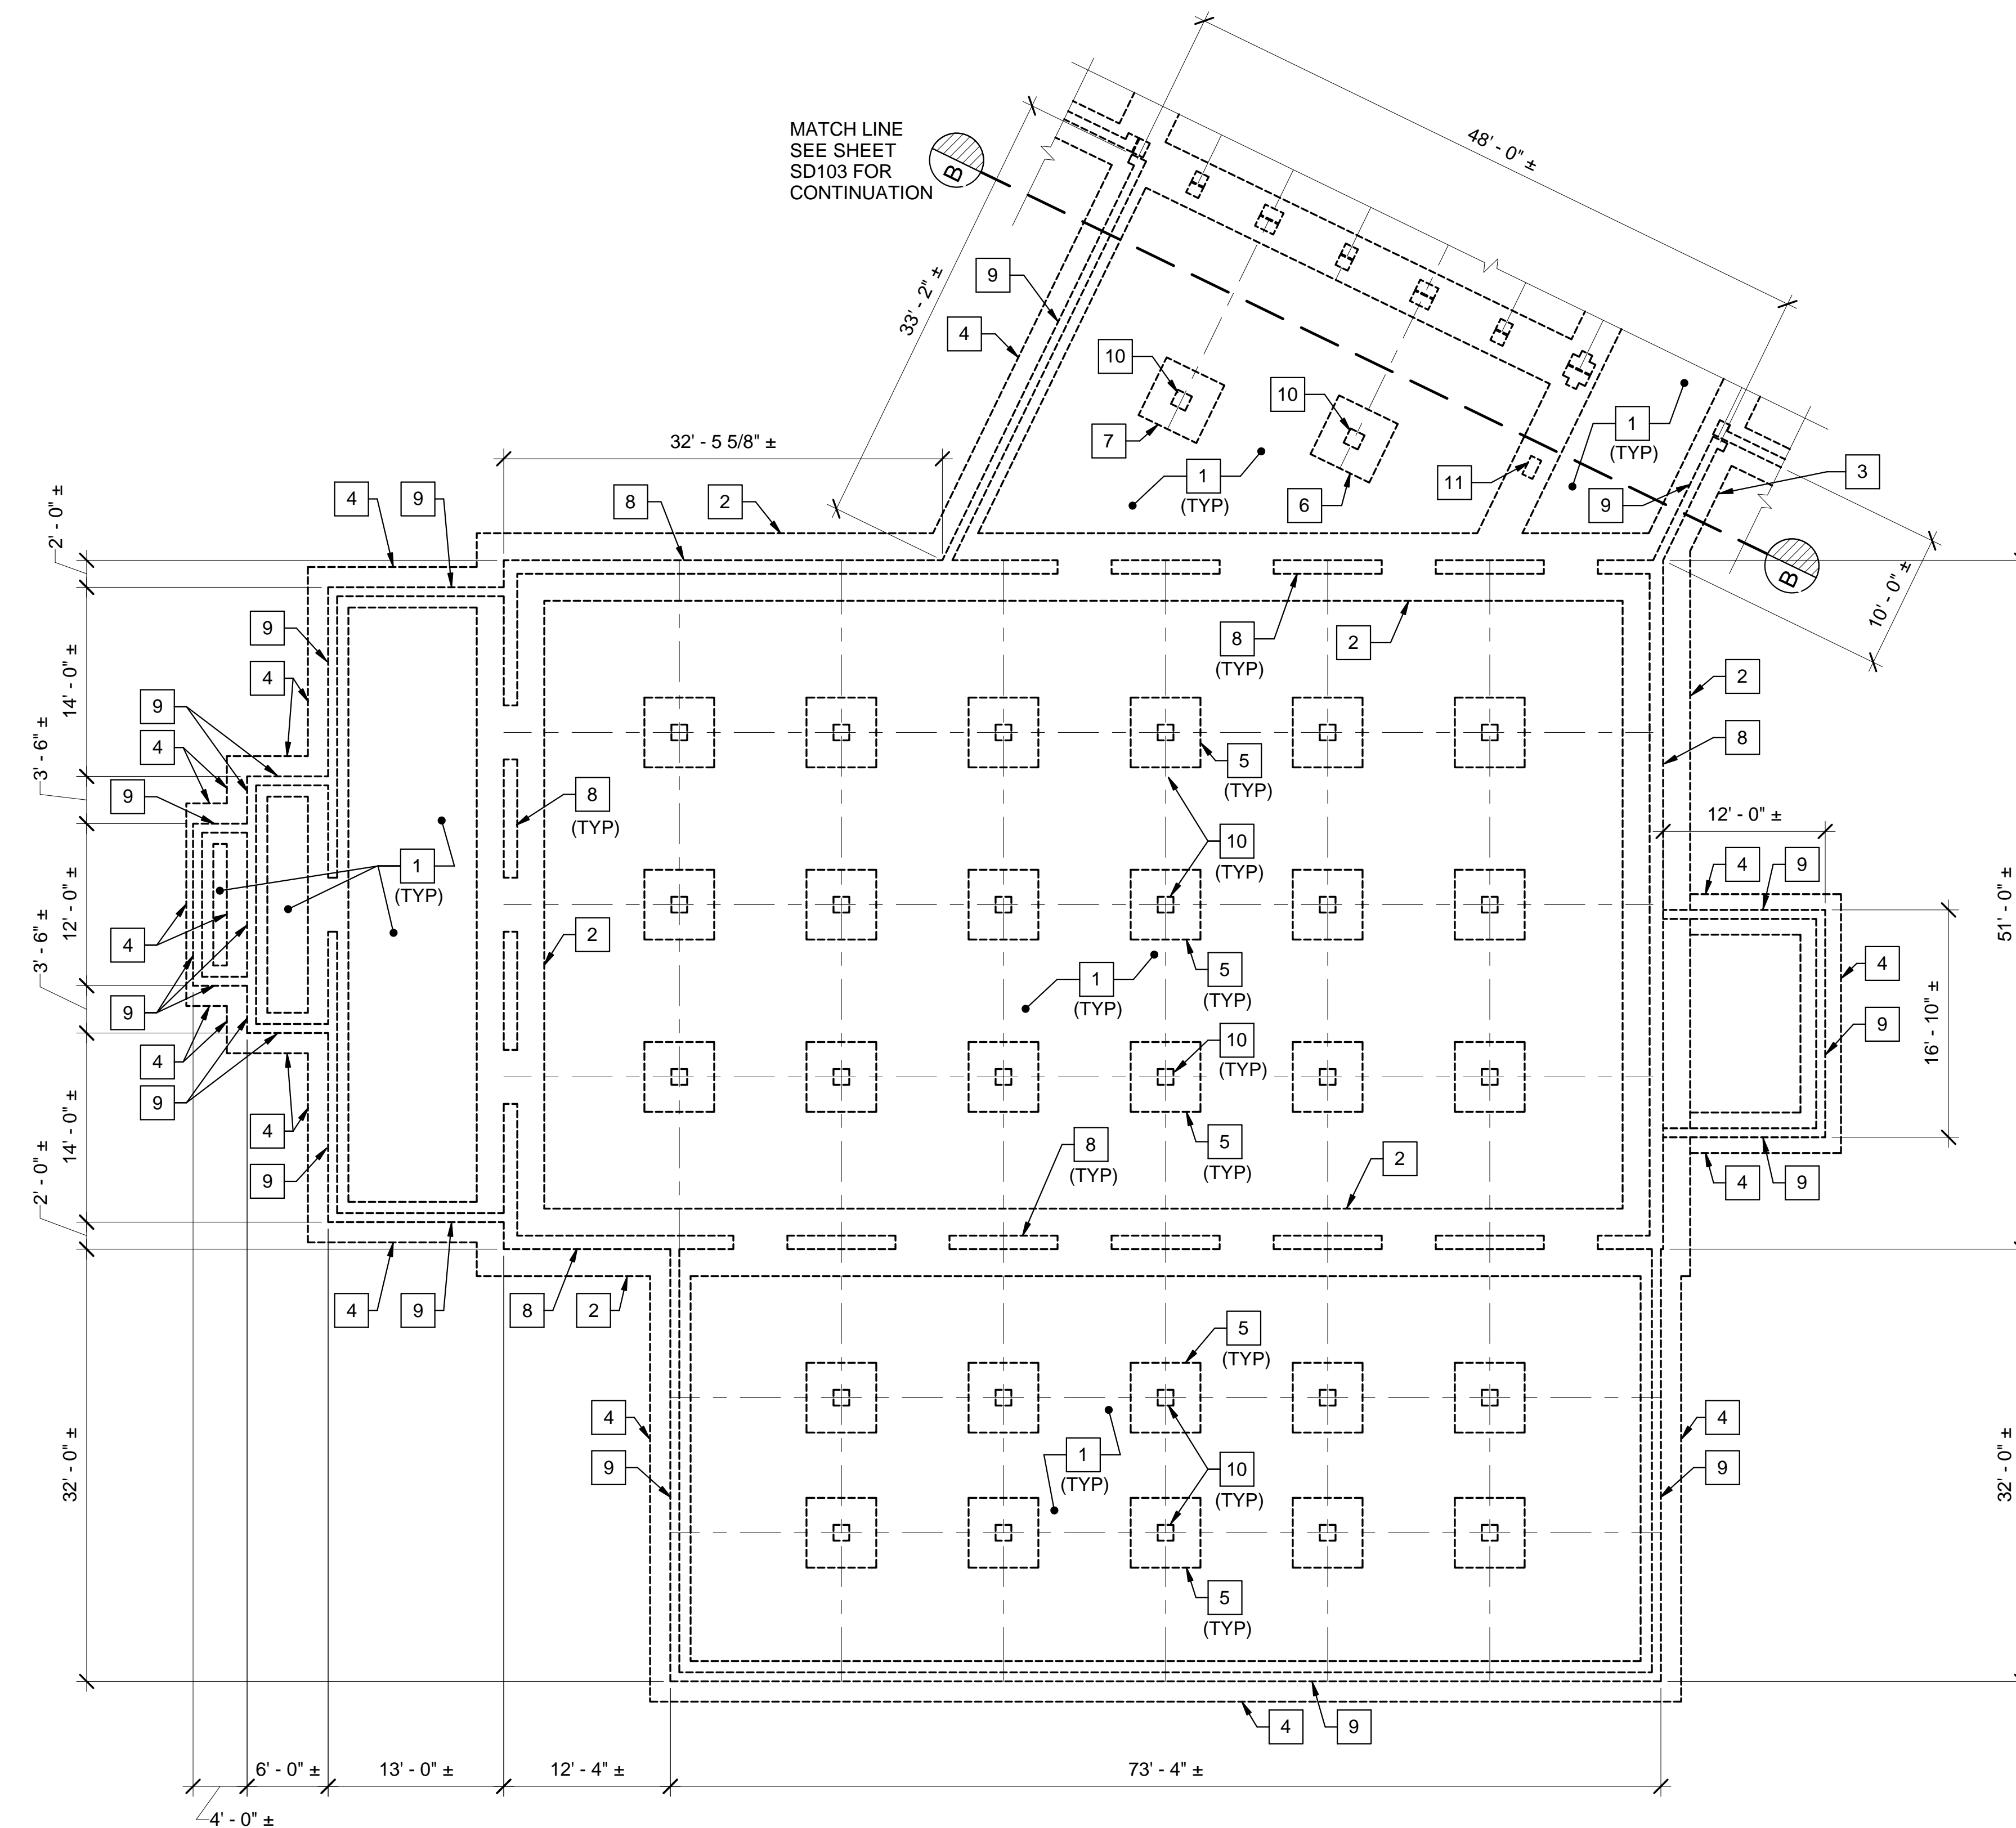 48' - 0" ±
MATCH LINE
SEE SHEET
SD103 FOR
CONTINUATION
B
33' - 2" ±
9
4
10
10
7
6
1
(TYP)
11
1
(TYP)
9
3
B
10' - 0" ±
32' - 5 5/8" ±
4
9
8
2
2' - 0" ±
14' - 0" ±
3' - 6" ±
12' - 0" ±
3' - 6" ±
14' - 0" ±
2' - 0" ±
32' - 0" ±
9
4
9
4
9
8
(TYP)
2
2
8
5
(TYP)
8
(TYP)
10
(TYP)
12' - 0" ±
4
9
1
(TYP)
4
2
9
5
(TYP)
1
(TYP)
4
9
16' - 10" ±
51' - 0" ±
4
9
4
9
10
(TYP)
5
(TYP)
8
(TYP)
2
4
9
4
9
8
2
5
(TYP)
4
9
1
(TYP)
10
(TYP)
4
9
32' - 0" ±
5
(TYP)
4
9
6' - 0" ±
13' - 0" ±
12' - 4" ±
73' - 4" ±
4' - 0" ±